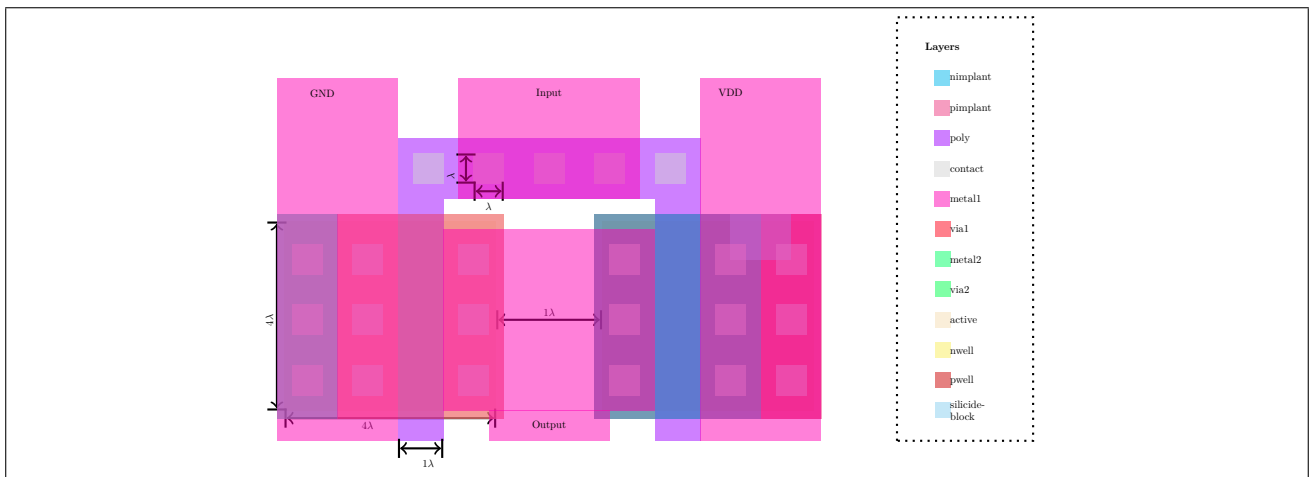 Layers
GND
Input
VDD
nimplant
pimplant
poly
contact
metal1
via1
metal2
via2
active
nwell
pwell
silicide-
block
λ
λ
4λ
1λ
4λ
Output
1λ